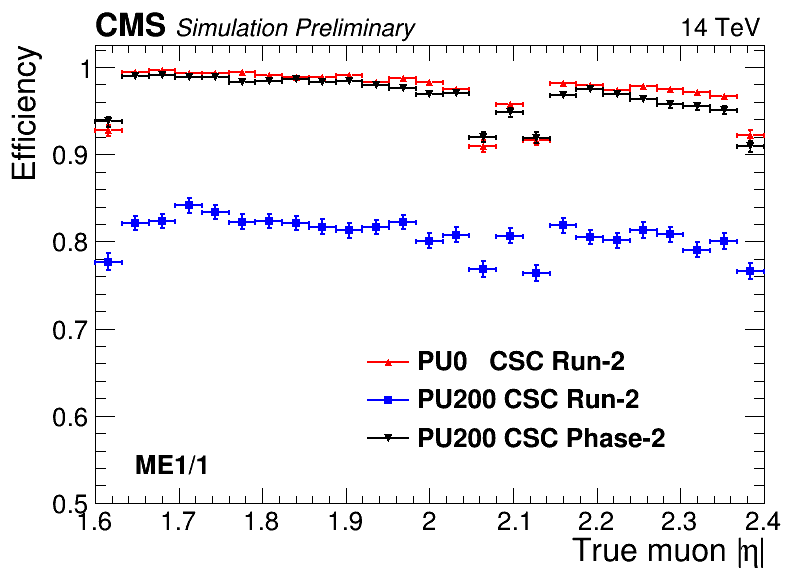 CMS Simulation Preliminary 14 TeV
Efficiency
1
0.9
0.8
0.7
0.6
0.5
PU0 CSC Run-2
PU200 CSC Run-2
PU200 CSC Phase-2
ME1/1
1.6 1.7 1.8 1.9 2 2.1 2.2 2.3 2.4
True muon |η|